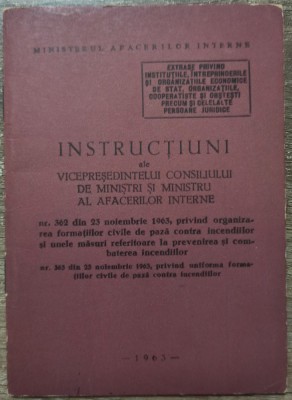 MINISTERUL AFACERILOR INTERNE
EXTRASE PRIVIND
INSTITUȚIILE, ÎNTREPRINDERILE
ȘI ORGANIZAȚIILE ECONOMICE
DE STAT, ORGANIZAȚIILE,
COOPERATISTE ȘI OBȘTEȘTI
PRECUM ȘI CELELALTE
PERSOANE JURIDICE
INSTRUCȚIUNI
ale
VICEPREȘEDINTELUI CONSILIULUI
DE MINIȘTRI ȘI MINISTRU
AL AFACERILOR INTERNE
nr. 362 din 23 noiembrie 1963, privind organiza-
rea formațiilor civile de pază contra incendiilor
și unele măsuri referitoare la prevenirea și com-
baterea incendiilor
nr. 363 din 23 noiembrie 1963, privind uniforma forma-
țiilor civile de pază contra incendiilor
—1963—